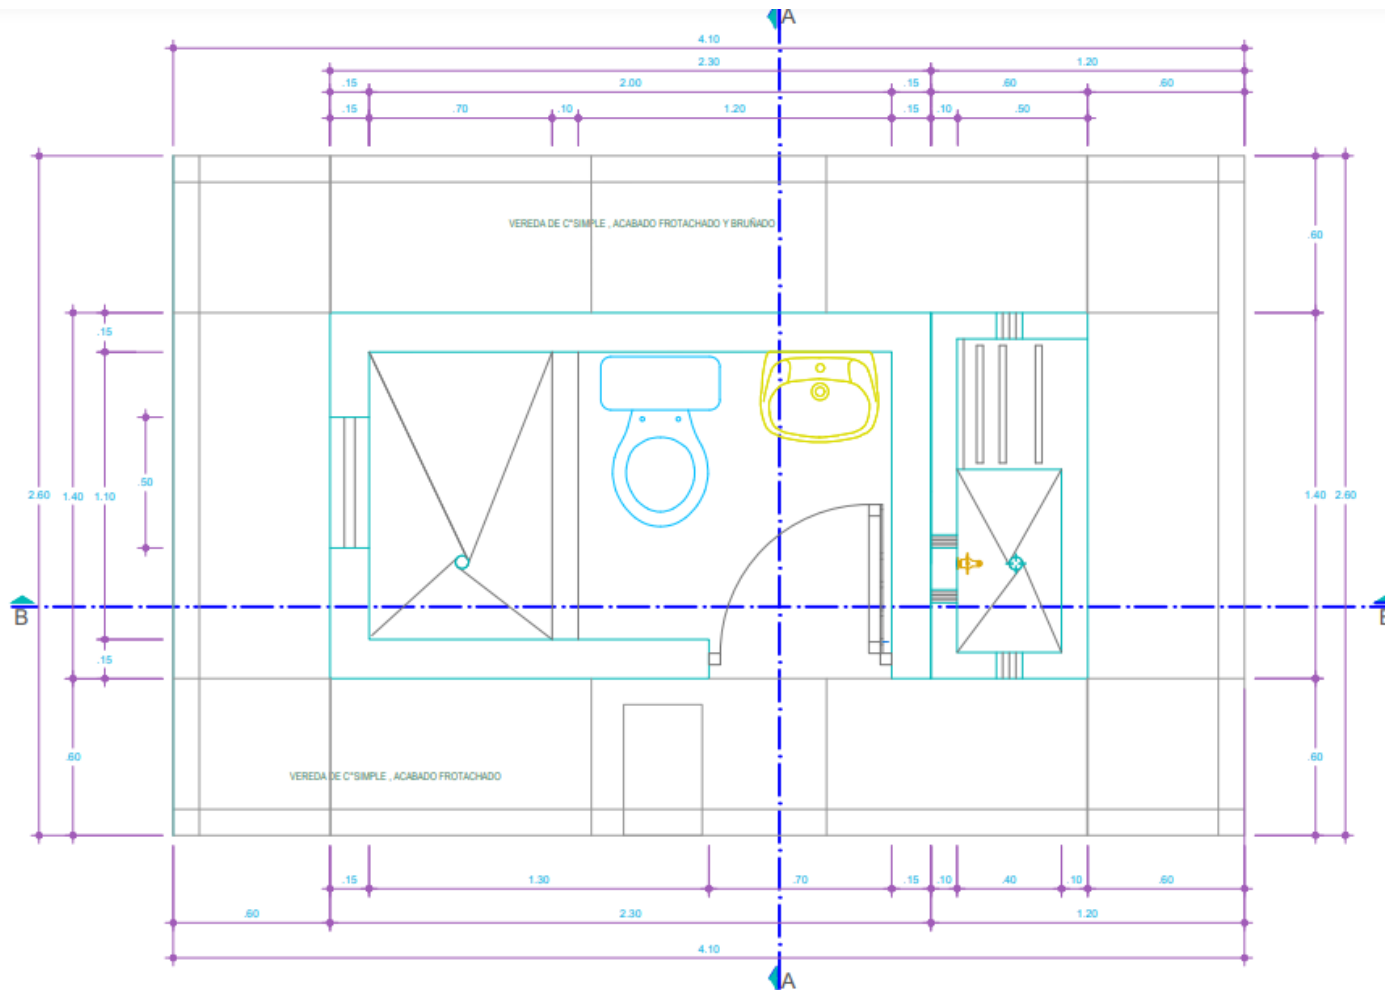 A
4.10
2.30 1.20
.15 2.00 .15 .60 .60
.15 .70 .10 1.20 .15 .10 .50
VEREDA DE C°SIMPLE , ACABADO FROTACHADO Y BRUÑADO
.60
.15
.50
2.60 1.40 1.10
1.40 2.60
B
.15
.60
.60
VEREDA DE C°SIMPLE , ACABADO FROTACHADO
.15 1.30 .70 .15 .10 .40 .10 .60
.60 2.30 1.20
4.10
A